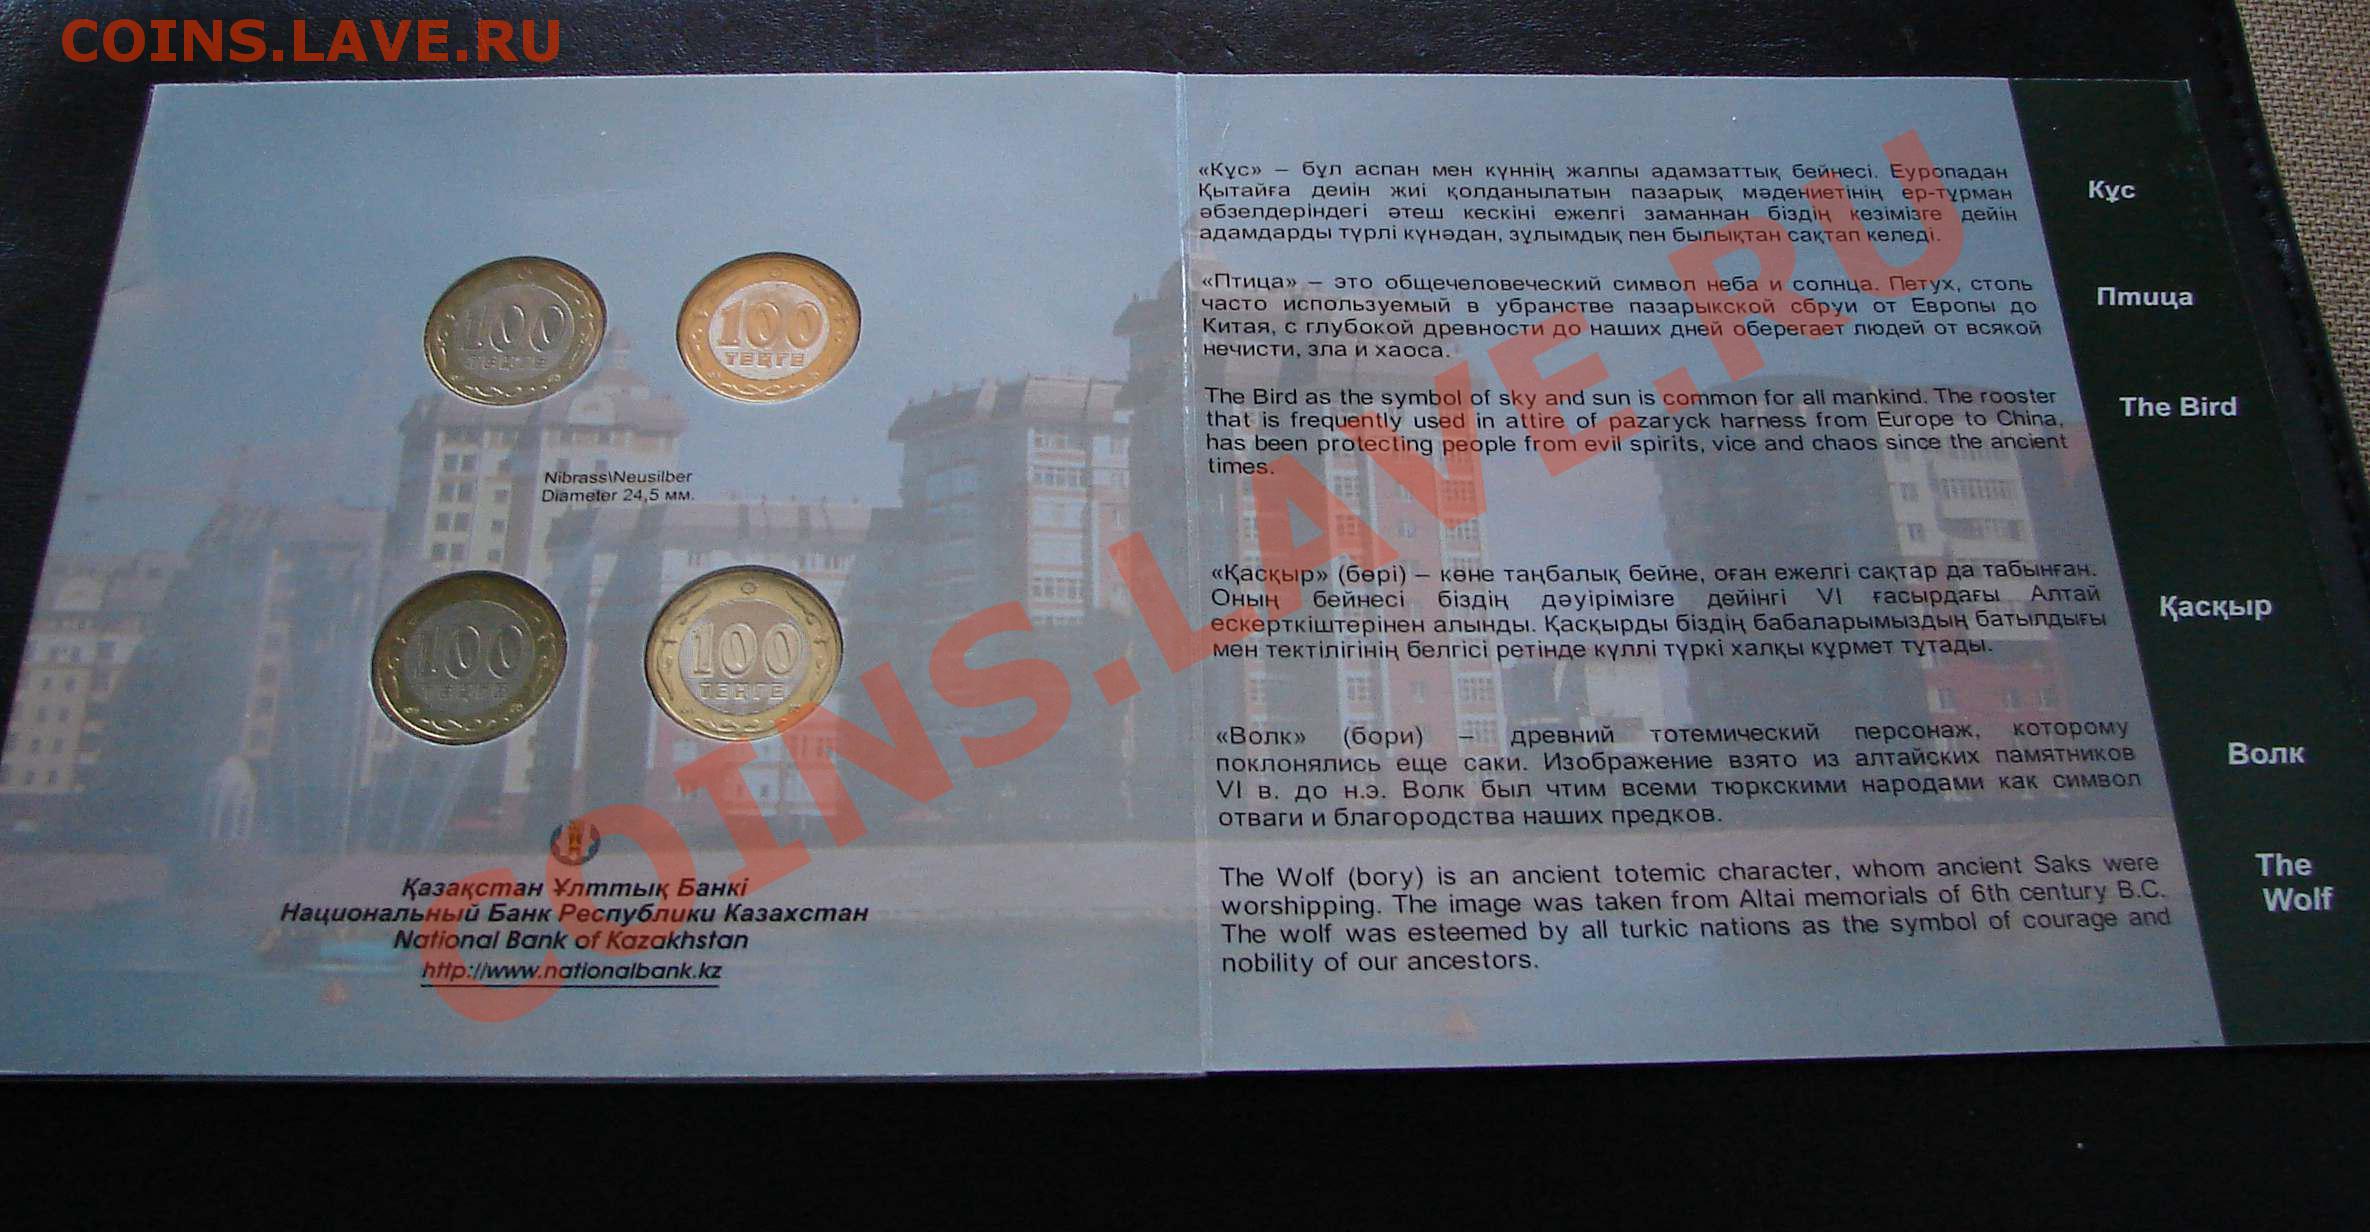 COINS.LAVE.RU
100
ТЕҢГЕ
100
ТЕҢГЕ
Nibrass\Neusilber
Diameter 24,5 мм.
100
ТЕҢГЕ
100
ТЕҢГЕ
Қазақстан Ұлттық Банкі
Национальный Банк Республики Казахстан
National Bank of Kazakhstan
http://www.nationalbank.kz
«Құс» – бұл аспан мен күннің жалпы адамзаттық бейнесі. Еуропадан
Қытайға дейін жиі қолданылатын пазарық мәдениетінің ер-тұрман
әбзелдеріндегі әтеш кескіні ежелгі заманнан біздің кезімізге дейін
адамдарды түрлі күнәдан, зұлымдық пен былықтан сақтап келеді.
Құс
«Птица» – это общечеловеческий символ неба и солнца. Петух, столь
часто используемый в убранстве пазарыкской сбруи от Европы до
Китая, с глубокой древности до наших дней оберегает людей от всякой
нечисти, зла и хаоса.
Птица
The Bird as the symbol of sky and sun is common for all mankind. The rooster
that is frequently used in attire of pazaryck harness from Europe to China,
has been protecting people from evil spirits, vice and chaos since the ancient
times.
The Bird
«Қасқыр» (бөрі) – көне таңбалық бейне, оған ежелгі сақтар да табынған.
Оның бейнесі біздің дәуірімізге дейінгі VI ғасырдағы Алтай
ескерткіштерінен алынды. Қасқырды біздің бабаларымыздың батылдығы
мен тектілігінің белгісі ретінде күллі түркі халқы құрмет тұтады.
Қасқыр
«Волк» (бори) – древний тотемический персонаж, которому
поклонялись еще саки. Изображение взято из алтайских памятников
VI в. до н.э. Волк был чтим всеми тюркскими народами как символ
отваги и благородства наших предков.
Волк
The Wolf (bory) is an ancient totemic character, whom ancient Saks were
worshipping. The image was taken from Altai memorials of 6th century B.C.
The wolf was esteemed by all turkic nations as the symbol of courage and
nobility of our ancestors.
The
Wolf
COINS.LAVE.RU